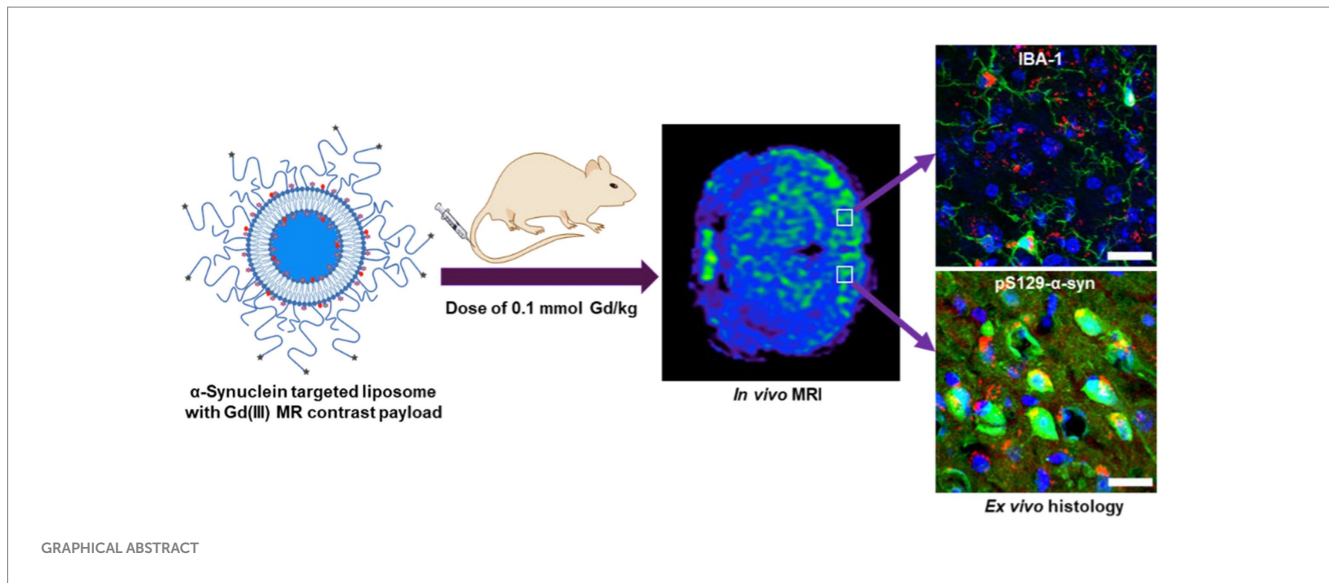 IBA-1
α-Synuclein targeted liposome
with Gd(III) MR contrast payload
Dose of 0.1 mmol Gd/kg
In vivo MRI
pS129-α-syn
Ex vivo histology
GRAPHICAL ABSTRACT